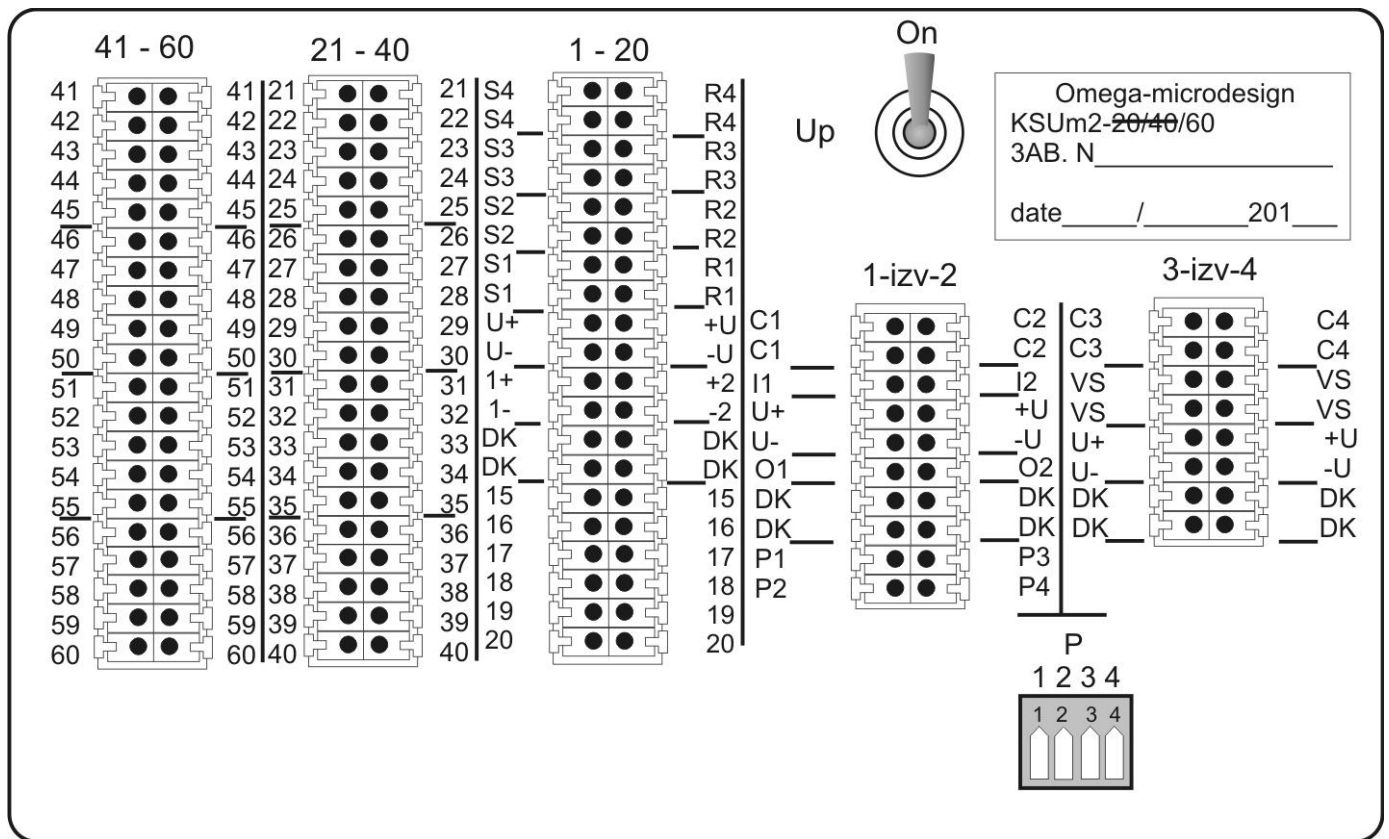 41 - 60
41 41
42 42
43 43
44 44
45 45
46 46
47 47
48 48
49 49
50 50
51 51
52 52
53 53
54 54
55 55
56 56
57 57
58 58
59 59
60 60
21 - 40
21 21
22 22
23 23
24 24
25 25
26 26
27 27
28 28
29 29
30 30
31 31
32 32
33 33
34 34
35 35
36 36
37 37
38 38
39 39
40 40
1 - 20
S4 R4
S4 R4
S3 R3
S3 R3
S2 R2
S2 R2
S1 R1
S1 R1
U+ +U
U- -U
1+ +2
1- -2
DK DK
DK DK
15 15
16 16
17 17
18 18
19 19
20 20
On
Up
Omega-microdesign
KSUm2-20/40/60
3AB. N_______________
date_____/_______201___
1-izv-2
C1 C2
C1 C2
I1 I2
U+ +U
U- -U
O1 O2
DK DK
DK DK
P1 P3
P2 P4
3-izv-4
C3 C4
C3 C4
VS VS
VS VS
U+ +U
U- -U
DK DK
DK DK
P
1 2 3 4
1 2 3 4